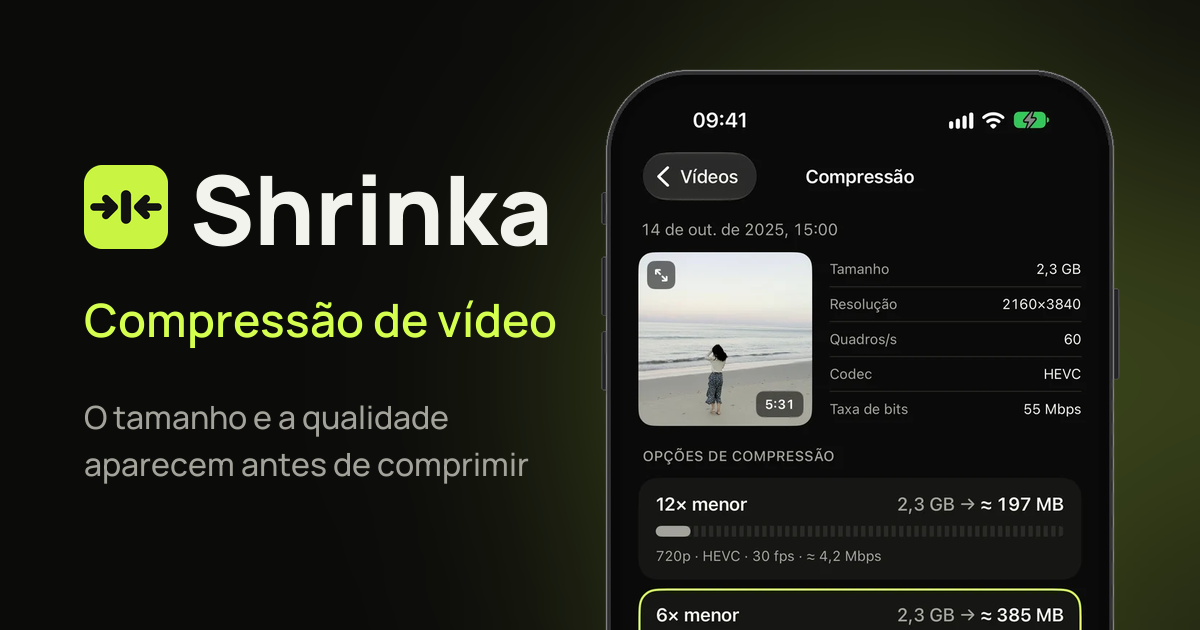 Shrinka
Compressão de vídeo
O tamanho e a qualidade
aparecem antes de comprimir
09:41
Vídeos
Compressão
14 de out. de 2025, 15:00
Tamanho 2,3 GB
Resolução 2160×3840
Quadros/s 60
Codec HEVC
Taxa de bits 55 Mbps
5:31
OPÇÕES DE COMPRESSÃO
12× menor 2,3 GB → ≈ 197 MB
720p · HEVC · 30 fps · ≈ 4,2 Mbps
6× menor 2,3 GB → ≈ 385 MB